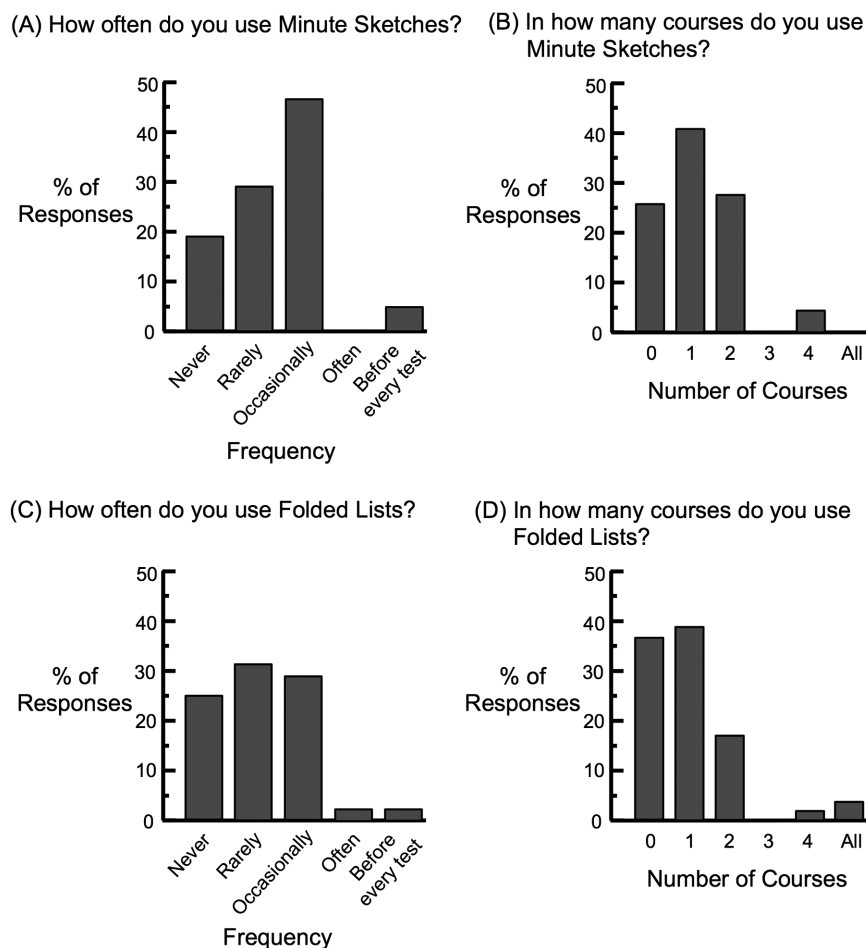 (A) How often do you use Minute Sketches?
50
40
30
20
10
0
% of
Responses
Never
Rarely
Occasionally
Often
Before
every test
Frequency
(B) In how many courses do you use
Minute Sketches?
50
40
30
20
10
0
% of
Responses
0 1 2 3 4 All
Number of Courses
(C) How often do you use Folded Lists?
50
40
30
20
10
0
% of
Responses
Never
Rarely
Occasionally
Often
Before
every test
Frequency
(D) In how many courses do you use
Folded Lists?
50
40
30
20
10
0
% of
Responses
0 1 2 3 4 All
Number of Courses